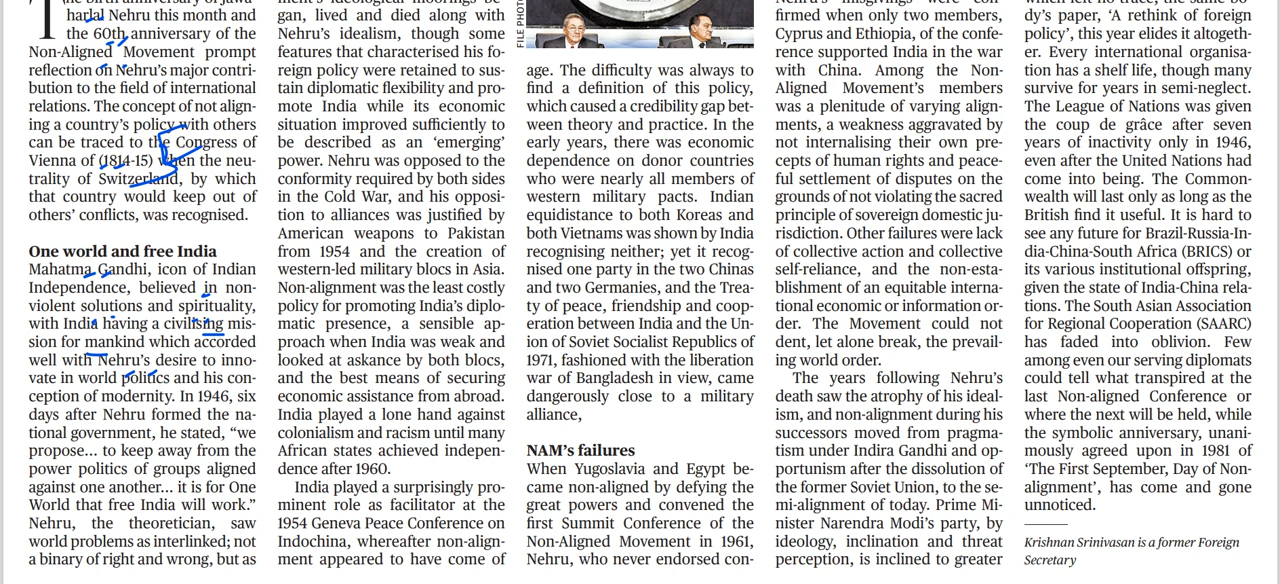 T
the birth anniversary of Jawa-
harlal Nehru this month and
the 60th anniversary of the
Non-Aligned Movement prompt
reflection on Nehru's major contri-
bution to the field of international
relations. The concept of not align-
ing a country's policy with others
can be traced to the Congress of
Vienna of (1814-15) when the neu-
trality of Switzerland, by which
that country would keep out of
others' conflicts, was recognised.
One world and free India
Mahatma Gandhi, icon of Indian
Independence, believed in non-
violent solutions and spirituality,
with India having a civilising mis-
sion for mankind which accorded
well with Nehru's desire to inno-
vate in world politics and his con-
ception of modernity. In 1946, six
days after Nehru formed the na-
tional government, he stated, “we
propose... to keep away from the
power politics of groups aligned
against one another... it is for One
World that free India will work.”
Nehru, the theoretician, saw
world problems as interlinked; not
a binary of right and wrong, but as
ment's ideological moorings be-
gan, lived and died along with
Nehru's idealism, though some
features that characterised his fo-
reign policy were retained to sus-
tain diplomatic flexibility and pro-
mote India while its economic
situation improved sufficiently to
be described as an ‘emerging’
power. Nehru was opposed to the
conformity required by both sides
in the Cold War, and his opposi-
tion to alliances was justified by
American weapons to Pakistan
from 1954 and the creation of
western-led military blocs in Asia.
Non-alignment was the least costly
policy for promoting India's diplo-
matic presence, a sensible ap-
proach when India was weak and
looked at askance by both blocs,
and the best means of securing
economic assistance from abroad.
India played a lone hand against
colonialism and racism until many
African states achieved indepen-
dence after 1960.
India played a surprisingly pro-
minent role as facilitator at the
1954 Geneva Peace Conference on
Indochina, whereafter non-align-
ment appeared to have come of
FILE PHOTO
age. The difficulty was always to
find a definition of this policy,
which caused a credibility gap bet-
ween theory and practice. In the
early years, there was economic
dependence on donor countries
who were nearly all members of
western military pacts. Indian
equidistance to both Koreas and
both Vietnams was shown by India
recognising neither; yet it recog-
nised one party in the two Chinas
and two Germanies, and the Trea-
ty of peace, friendship and coop-
eration between India and the Un-
ion of Soviet Socialist Republics of
1971, fashioned with the liberation
war of Bangladesh in view, came
dangerously close to a military
alliance,
NAM's failures
When Yugoslavia and Egypt be-
came non-aligned by defying the
great powers and convened the
first Summit Conference of the
Non-Aligned Movement in 1961,
Nehru, who never endorsed con-
Nehru's misgivings were con-
firmed when only two members,
Cyprus and Ethiopia, of the confe-
rence supported India in the war
with China. Among the Non-
Aligned Movement's members
was a plenitude of varying align-
ments, a weakness aggravated by
not internalising their own pre-
cepts of human rights and peace-
ful settlement of disputes on the
grounds of not violating the sacred
principle of sovereign domestic ju-
risdiction. Other failures were lack
of collective action and collective
self-reliance, and the non-esta-
blishment of an equitable interna-
tional economic or information or-
der. The Movement could not
dent, let alone break, the prevail-
ing world order.
The years following Nehru's
death saw the atrophy of his ideal-
ism, and non-alignment during his
successors moved from pragma-
tism under Indira Gandhi and op-
portunism after the dissolution of
the former Soviet Union, to the se-
mi-alignment of today. Prime Mi-
nister Narendra Modi's party, by
ideology, inclination and threat
perception, is inclined to greater
which left no trace, the same bo-
dy's paper, ‘A rethink of foreign
policy’, this year elides it altogeth-
er. Every international organisa-
tion has a shelf life, though many
survive for years in semi-neglect.
The League of Nations was given
the coup de grâce after seven
years of inactivity only in 1946,
even after the United Nations had
come into being. The Common-
wealth will last only as long as the
British find it useful. It is hard to
see any future for Brazil-Russia-In-
dia-China-South Africa (BRICS) or
its various institutional offspring,
given the state of India-China rela-
tions. The South Asian Association
for Regional Cooperation (SAARC)
has faded into oblivion. Few
among even our serving diplomats
could tell what transpired at the
last Non-aligned Conference or
where the next will be held, while
the symbolic anniversary, unani-
mously agreed upon in 1981 of
‘The First September, Day of Non-
alignment’, has come and gone
unnoticed.
Krishnan Srinivasan is a former Foreign
Secretary